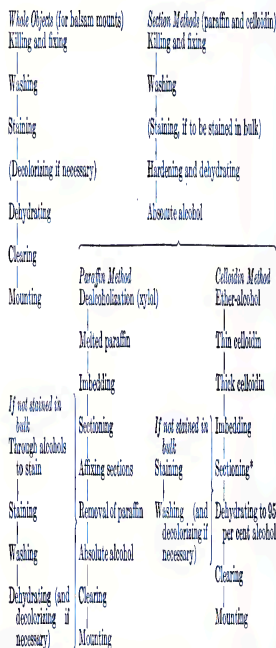 Whole Objects (for balsam mounts)
Killing and fixing
Washing
Staining
(Decolorizing if necessary)
Dehydrating
Clearing
Mounting
Section Methods (paraffin and celloidin)
Killing and fixing
Washing
(Staining, if to be stained in bulk)
Hardening and dehydrating
Absolute alcohol
Paraffin Method
Dealcoholization (xylol)
Melted paraffin
Imbedding
Sectioning
Affixing sections
Removal of paraffin
Absolute alcohol
Clearing
Mounting
If not stained in
bulk
Through alcohols
to stain
Staining
Washing
Dehydrating (and
decolorizing if
necessary)
Celloidin Method
Ether-alcohol
Thin celloidin
Thick celloidin
Imbedding
Sectioning*
Dehydrating to 95
per cent alcohol
Clearing
Mounting
If not stained in
bulk
Staining
Washing (and
decolorizing if
necessary)